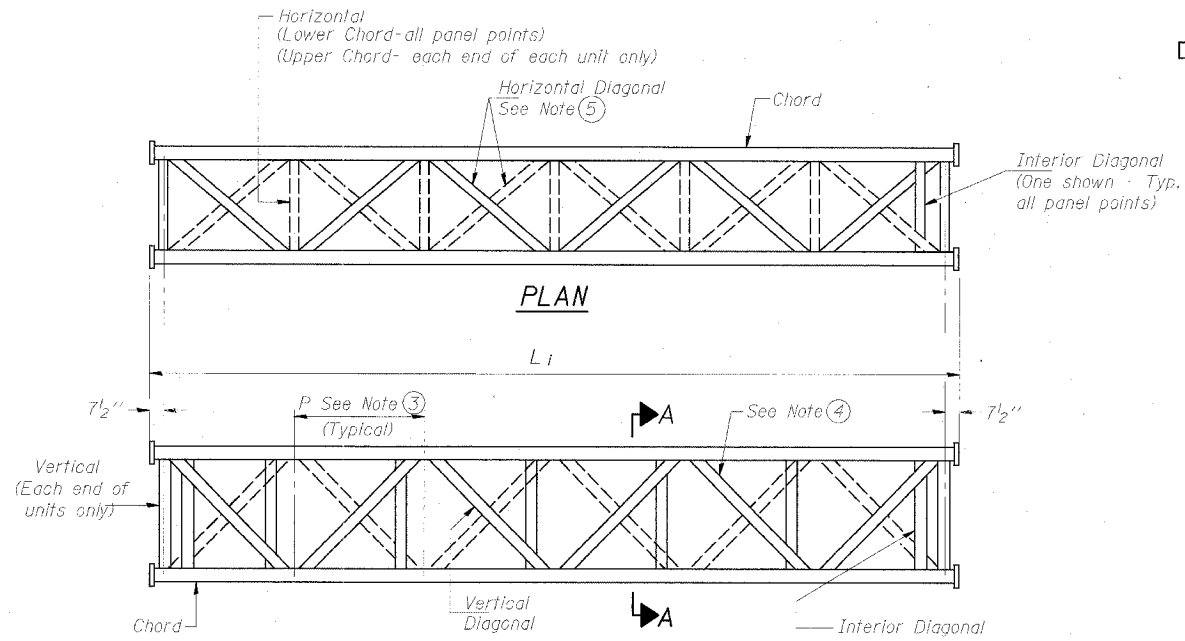 Horizontal
(Lower Chord-all panel points)
(Upper Chord- each end of each unit only)
D
Horizontal Diagonal
See Note 5
Chord
Interior Diagonal
(One shown - Typ.
all panel points)
PLAN
Li
7½"
P See Note 3
(Typical)
A
See Note 4
7½"
Vertical
(Each end of
units only)
Chord
Vertical
Diagonal
A
Interior Diagonal